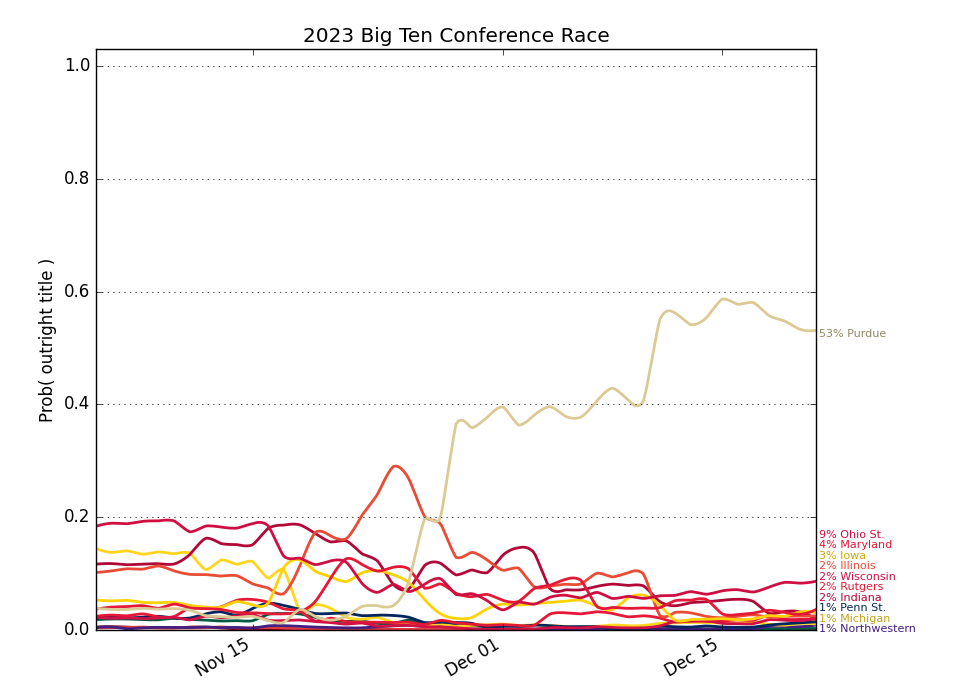 2023 Big Ten Conference Race
Prob( outright title )
1.0
0.8
0.6
0.4
0.2
0.0
Nov 15
Dec 01
Dec 15
53% Purdue
9% Ohio St.
4% Maryland
3% Iowa
2% Illinois
2% Wisconsin
2% Rutgers
2% Indiana
1% Penn St.
1% Michigan
1% Northwestern